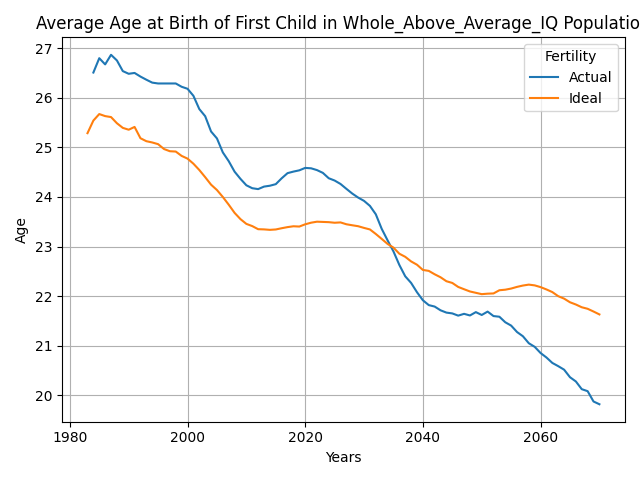 Average Age at Birth of First Child in Whole_Above_Average_IQ Populatio
Fertility
Actual
Ideal
27
26
25
24
23
22
21
20
Age
1980
2000
2020
2040
2060
Years